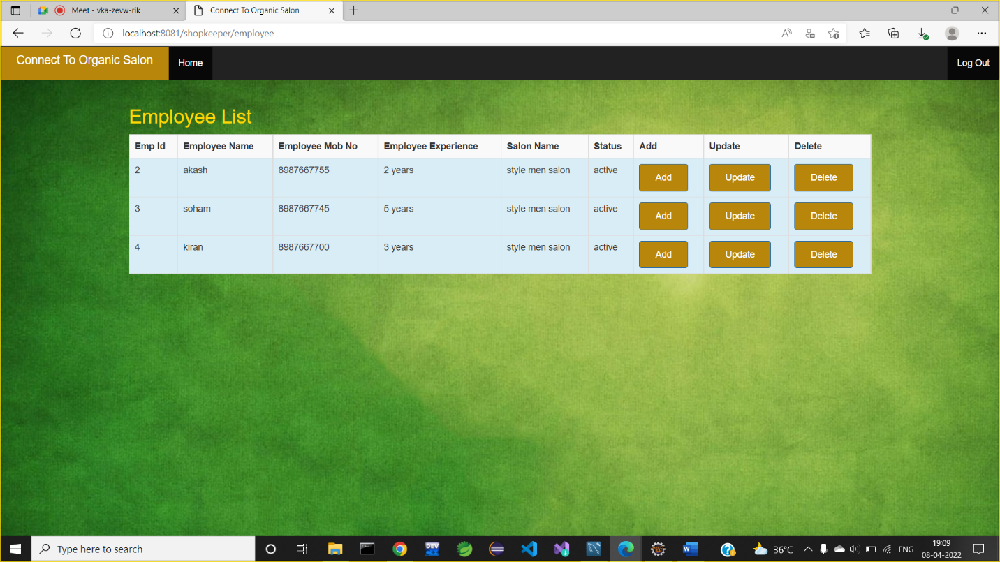 Meet - vka-zevw-rik
Connect To Organic Salon
localhost:8081/shopkeeper/employee
Connect To Organic Salon Home Log Out
Employee List
Emp Id Employee Name Employee Mob No Employee Experience Salon Name Status Add Update Delete
2 akash 8987667755 2 years style men salon active Add Update Delete
3 soham 8987667745 5 years style men salon active Add Update Delete
4 kiran 8987667700 3 years style men salon active Add Update Delete
Type here to search
DEV
36°C
ENG
19:09
08-04-2022